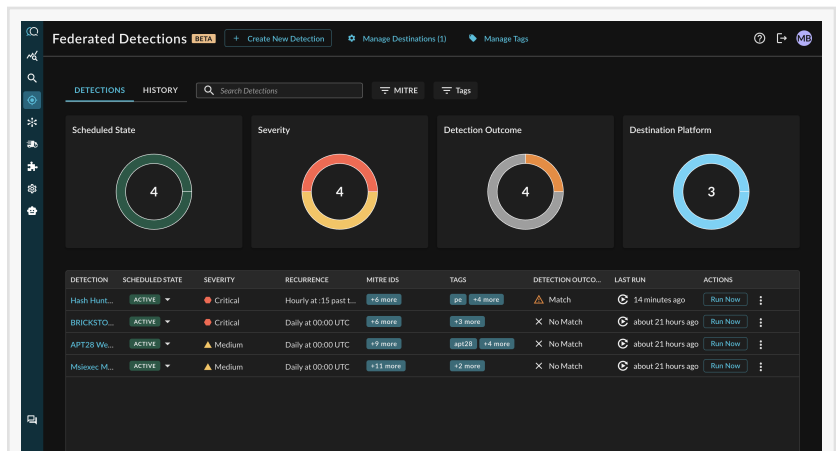 Federated Detections BETA + Create New Detection Manage Destinations (1) Manage Tags MB
DETECTIONS HISTORY Search Detections MITRE Tags
Scheduled State Severity Detection Outcome Destination Platform
4 4 4 3
DETECTION SCHEDULED STATE SEVERITY RECURRENCE MITRE IDS TAGS DETECTION OUTCO... LAST RUN ACTIONS
Hash Hunt... ACTIVE Critical Hourly at :15 past t... +6 more pe +4 more Match 14 minutes ago Run Now
BRICKSTO... ACTIVE Critical Daily at 00:00 UTC +6 more +3 more No Match about 21 hours ago Run Now
APT28 We... ACTIVE Medium Daily at 00:00 UTC +9 more apt28 +4 more No Match about 21 hours ago Run Now
Msiexec M... ACTIVE Medium Daily at 00:00 UTC +11 more +2 more No Match about 21 hours ago Run Now